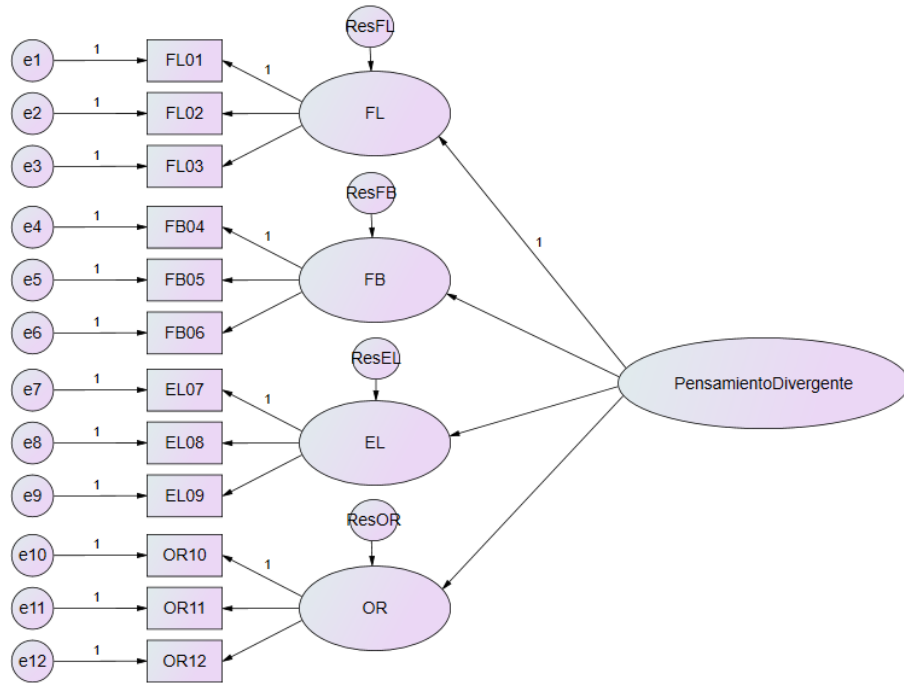 ResFL
e1 1 FL01
1
e2 1 FL02
FL
e3 1 FL03
ResFB
e4 1 FB04
1
1
e5 1 FB05
FB
e6 1 FB06
ResEL
e7 1 EL07
PensamientoDivergente
1
e8 1 EL08
EL
e9 1 EL09
ResOR
e10 1 OR10
1
e11 1 OR11
OR
e12 1 OR12